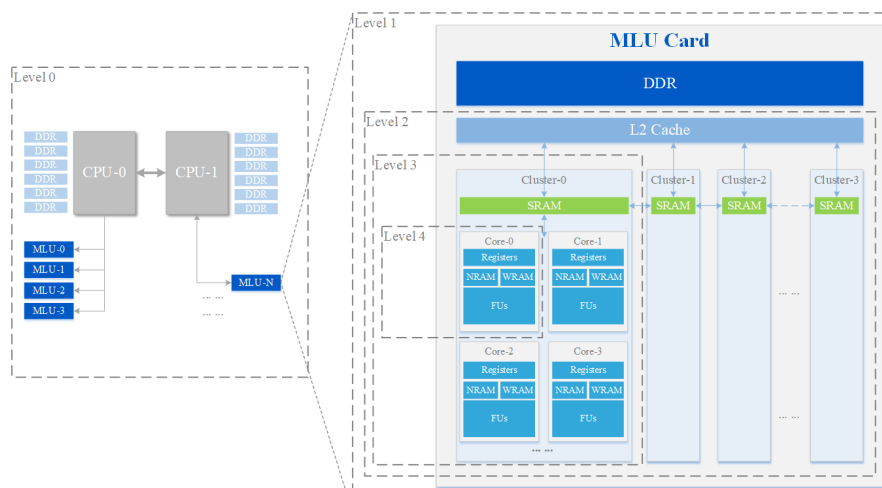 Level 0
DDR
DDR
DDR
DDR
DDR
DDR
CPU-0
CPU-1
DDR
DDR
DDR
DDR
DDR
DDR
MLU-0
MLU-1
MLU-2
MLU-3
MLU-N
... ...
... ...
Level 1
MLU Card
DDR
Level 2
L2 Cache
Level 3
Cluster-0
SRAM
Cluster-1
SRAM
Cluster-2
SRAM
Cluster-3
SRAM
Level 4
Core-0
Registers
NRAM WRAM
FUs
Core-1
Registers
NRAM WRAM
FUs
Core-2
Registers
NRAM WRAM
FUs
Core-3
Registers
NRAM WRAM
FUs
... ...
... ...
... ...